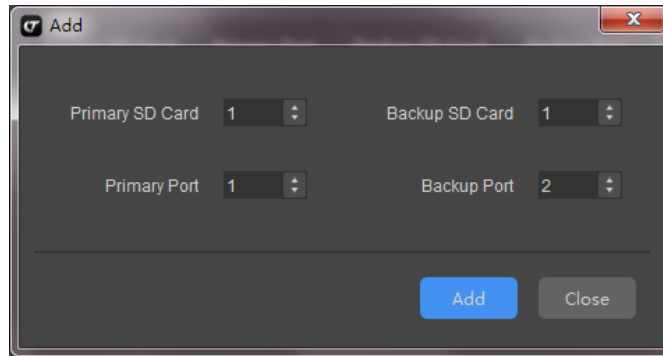 Add
Primary SD Card 1 Backup SD Card 1
Primary Port 1 Backup Port 2
Add Close